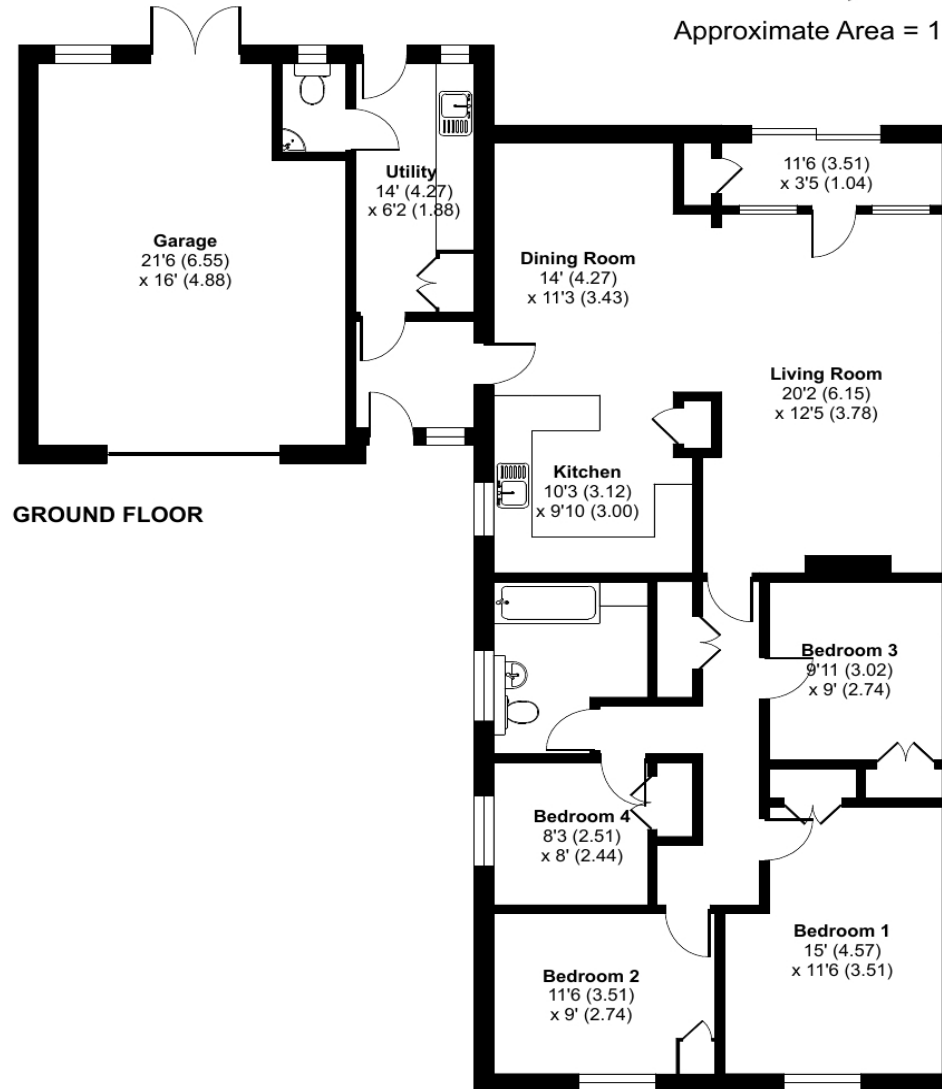 Approximate Area = 1
11'6 (3.51)
x 3'5 (1.04)
Utility
14' (4.27)
x 6'2 (1.88)
Garage
21'6 (6.55)
x 16' (4.88)
Dining Room
14' (4.27)
x 11'3 (3.43)
Living Room
20'2 (6.15)
x 12'5 (3.78)
Kitchen
10'3 (3.12)
x 9'10 (3.00)
GROUND FLOOR
Bedroom 3
9'11 (3.02)
x 9' (2.74)
Bedroom 4
8'3 (2.51)
x 8' (2.44)
Bedroom 1
15' (4.57)
x 11'6 (3.51)
Bedroom 2
11'6 (3.51)
x 9' (2.74)